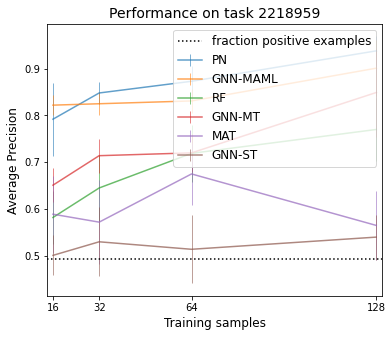 Performance on task 2218959
fraction positive examples
PN
GNN-MAML
RF
GNN-MT
MAT
GNN-ST
Average Precision
0.9
0.8
0.7
0.6
0.5
16
32
64
128
Training samples